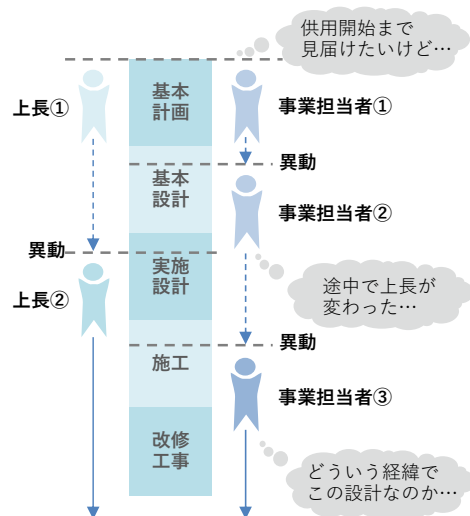 供用開始まで
見届けたいけど…
上長①
基本
計画
事業担当者①
異動
基本
設計
事業担当者②
異動
実施
設計
上長②
途中で上長が
変わった…
異動
施工
事業担当者③
改修
工事
どういう経緯で
この設計なのか…